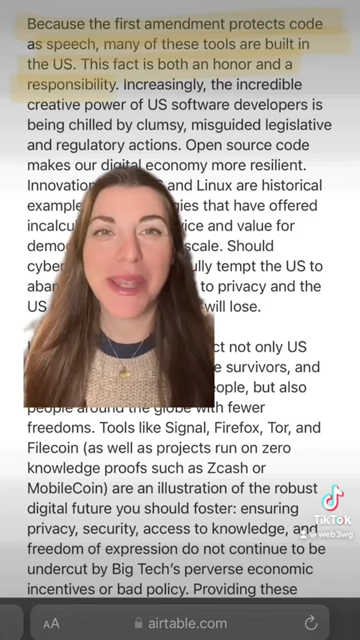 Because the first amendment protects code
as speech, many of these tools are built in
the US. This fact is both an honor and a
responsibility. Increasingly, the incredible
creative power of US software developers is
being chilled by clumsy, misguided legislative
and regulatory actions. Open source code
makes our digital economy more resilient.
Innovation and Linux are historical
example gies that have offered
incalcu vice and value for
democ scale. Should
cyber ully tempt the US to
aban to privacy and the
US will lose.
ct not only US
e survivors, and
eople, but also
people around the globe with fewer
freedoms. Tools like Signal, Firefox, Tor, and
Filecoin (as well as projects run on zero
knowledge proofs such as Zcash or
MobileCoin) are an illustration of the robust
digital future you should foster: ensuring
privacy, security, access to knowledge, and
freedom of expression do not continue to be
undercut by Big Tech's perverse economic
incentives or bad policy. Providing these
TikTok
@web3wg
AA airtable.com